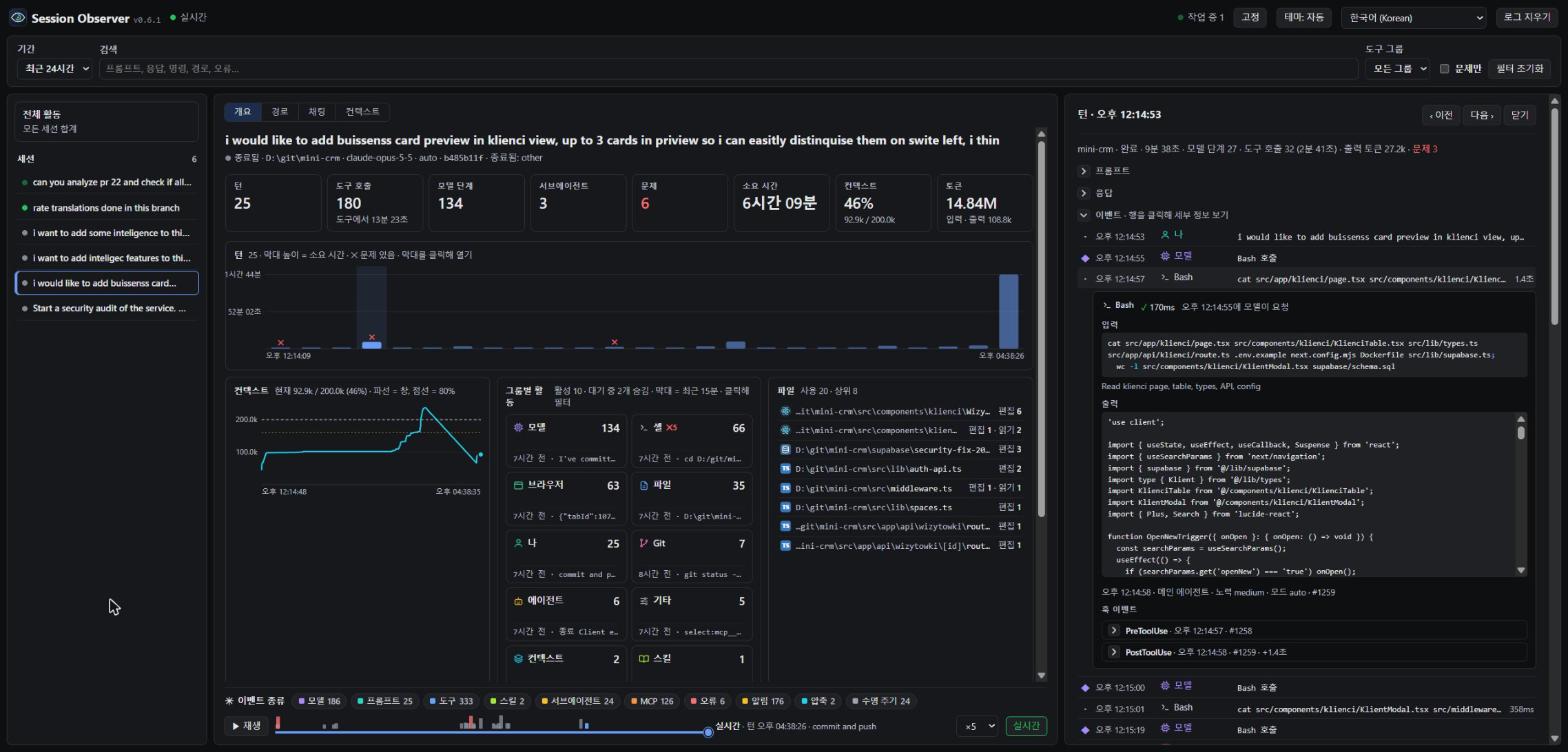 Session Observer v0.6.1 실시간
작업 중 1 고정 테마: 자동 한국어 (Korean) 로그 지우기
기간 검색 도구 그룹
최근 24시간 프롬프트, 응답, 명령, 경로, 오류... 모든 그룹 문제만 필터 초기화
전체 활동
모든 세션 합계
세션 6
can you analyze pr 22 and check if all...
rate translations done in this branch
i want to add some inteligence to thi...
i want to add inteligec features to thi...
i would like to add buissenss card...
Start a security audit of the service. ...
개요 경로 채팅 컨텍스트
i would like to add buissenss card preview in klienci view, up to 3 cards in priview so i can easitly distinquise them on swite left, i thin
종료됨 · D:\git\mini-crm · claude-opus-5-5 · auto · b485b11f · 종료됨: other
턴
25
도구 호출
180
도구에서 13분 23초
모델 단계
134
서브에이전트
3
문제
6
소요 시간
6시간 09분
컨텍스트
46%
92.9k / 200.0k
토큰
14.84M
입력 · 출력 108.8k
턴 25 · 막대 높이 = 소요 시간 · ✕ 문제 있음 · 막대를 클릭해 열기
1시간 44분
52분 02초
오후 12:14:09 오후 04:38:26
컨텍스트 현재 92.9k / 200.0k (46%) · 파선 = 창, 점선 = 80%
200.0k
100.0k
오후 12:14:48 오후 04:38:35
그룹별 활동 활성 10 · 대기 중 2개 숨김 · 막대 = 최근 15분 · 클릭해 필터
모델 134
7시간 전 · I've committ...
셸 ✕5 66
7시간 전 · cd D:/git/mi...
브라우저 63
7시간 전 · {"tabId":107...
파일 35
7시간 전 · D:\git\mini-...
나 25
7시간 전 · commit and p...
Git 7
8시간 전 · git status -...
에이전트 6
7시간 전 · 종료 Client e...
기타 5
7시간 전 · select:mcp__...
컨텍스트 2
스킬 1
파일 사용 20 · 상위 8
…it\mini-crm\src\components\klienci\Wizy… 편집 6
…it\mini-crm\src\components\klien… 편집 1 · 읽기 2
D:\git\mini-crm\supabase\security-fix-20… 편집 3
D:\git\mini-crm\src\lib\auth-api.ts 편집 2
D:\git\mini-crm\src\middleware.ts 편집 1 · 읽기 1
D:\git\mini-crm\src\lib\spaces.ts 편집 1
…git\mini-crm\src\app\api\wizytowki\rout… 편집 1
…ini-crm\src\app\api\wizytowki\[id]\rout… 편집 1
이벤트 종류 모델 186 프롬프트 25 도구 333 스킬 2 서브에이전트 24 MCP 126 오류 6 알림 176 압축 2 수명 주기 24
재생 실시간 · 턴 오후 04:38:26 · commit and push ×5 실시간
턴 · 오후 12:14:53 ‹ 이전 다음 › 닫기
mini-crm · 완료 · 9분 38초 · 모델 단계 27 · 도구 호출 32 (2분 41초) · 출력 토큰 27.2k · 문제 3
프롬프트
응답
이벤트 · 행을 클릭해 세부 정보 보기
오후 12:14:53 나 i would like to add buissenss card preview in klienci view, up…
오후 12:14:55 모델 Bash 호출
오후 12:14:57 Bash cat src/app/klienci/page.tsx src/components/klienci/Klienc… 1.4초
Bash ✓ 170ms 오후 12:14:55에 모델이 요청
입력
cat src/app/klienci/page.tsx src/components/klienci/KlienciTable.tsx src/lib/types.ts
src/app/api/klienci/route.ts .env.example next.config.mjs Dockerfile src/lib/supabase.ts;
wc -l src/components/klienci/KlientModal.tsx supabase/schema.sql
Read klienci page, table, types, API, config
출력
'use client';
import { useState, useEffect, useCallback, Suspense } from 'react';
import { useSearchParams } from 'next/navigation';
import { supabase } from '@/lib/supabase';
import type { Klient } from '@/lib/types';
import KlienciTable from '@/components/klienci/KlienciTable';
import KlientModal from '@/components/klienci/KlientModal';
import { Plus, Search } from 'lucide-react';
function OpenNewTrigger({ onOpen }: { onOpen: () => void }) {
const searchParams = useSearchParams();
useEffect(() => {
if (searchParams.get('openNew') === 'true') onOpen();
오후 12:14:58 · 메인 에이전트 · 노력 medium · 모드 auto · #1259
훅 이벤트
PreToolUse · 오후 12:14:57 · #1258
PostToolUse · 오후 12:14:58 · #1259 · +1.4초
오후 12:15:00 모델 Bash 호출
오후 12:15:01 Bash cat src/components/klienci/KlientModal.tsx src/middleware… 358ms
오후 12:15:19 모델 Bash 호출